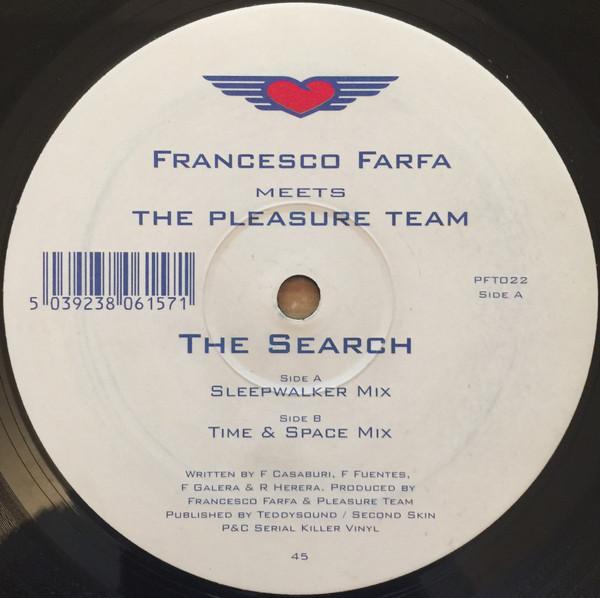 Francesco Farfa
meets
the pleasure team
5 039238 061571
PFT022
Side A
The Search
Side A
Sleepwalker Mix
Side B
Time & Space Mix
Written by F Casaburi, F Fuentes,
F Galera & R Herera. Produced by
Francesco Farfa & Pleasure Team
Published by Teddysound / Second Skin
P&C Serial Killer Vinyl
45